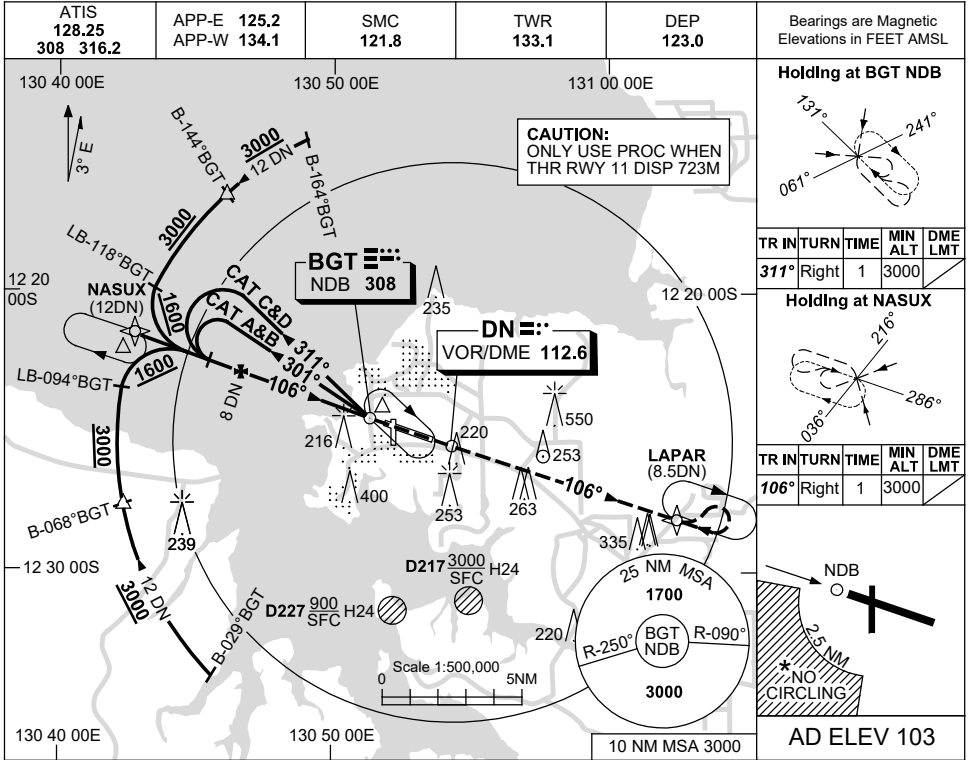 ATIS
128.25
308 316.2
APP-E 125.2
APP-W 134.1
SMC
121.8
TWR
133.1
DEP
123.0
Bearings are Magnetic
Elevations in FEET AMSL
130 40 00E
130 50 00E
131 00 00E
3° E
B-144°BGT
3000
12 DN
B-164°BGT
3000
CAUTION:
ONLY USE PROC WHEN
THR RWY 11 DISP 723M
LB-118°BGT
12 20
00S
NASUX
(12DN)
1600
CAT C&D
CAT A&B
311°
301°
106°
BGT
NDB 308
235
12 20 00S
DN
VOR/DME 112.6
LB-094°BGT
1600
8 DN
3000
216
220
550
253
400
253
263
106°
LAPAR
(8.5DN)
335
B-068°BGT
239
12 30 00S
12 DN
3000
B-029°BGT
D217 3000
SFC H24
D227 900
SFC H24
220
25 NM MSA
1700
R-250°
BGT
NDB
R-090°
3000
Scale 1:500,000
0
5NM
130 40 00E
130 50 00E
10 NM MSA 3000
Holding at BGT NDB
131°
241°
061°
TR IN TURN TIME MIN ALT DME LMT
311° Right 1 3000
Holding at NASUX
216°
286°
036°
TR IN TURN TIME MIN ALT DME LMT
106° Right 1 3000
NDB
2.5 NM
*NO
CIRCLING
AD ELEV 103